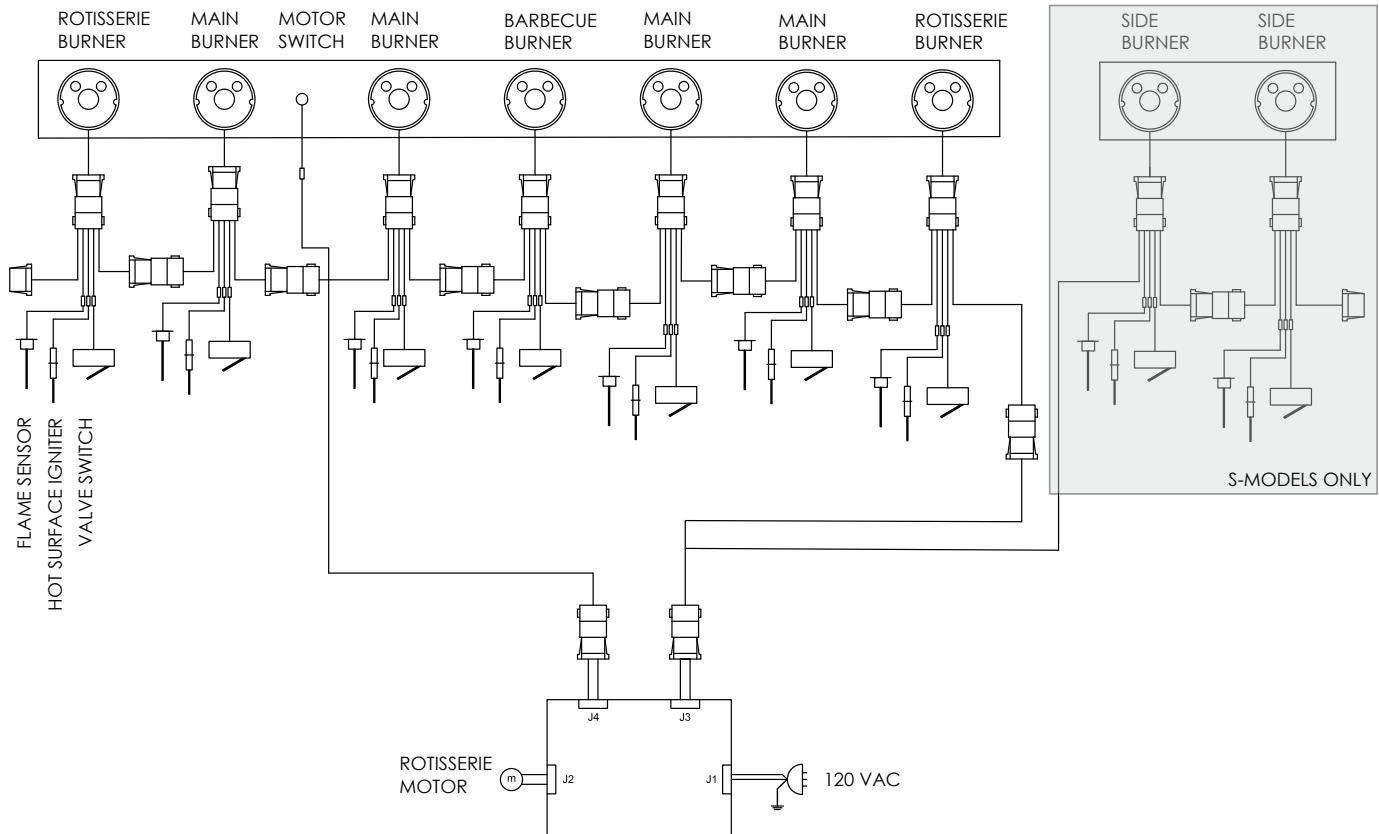 ROTISSERIE
BURNER
MAIN
BURNER
MOTOR
SWITCH
MAIN
BURNER
BARBECUE
BURNER
MAIN
BURNER
MAIN
BURNER
ROTISSERIE
BURNER
SIDE
BURNER
SIDE
BURNER
FLAME SENSOR
HOT SURFACE IGNITER
VALVE SWITCH
S-MODELS ONLY
J4
J3
ROTISSERIE
MOTOR
m
J2
J1
120 VAC